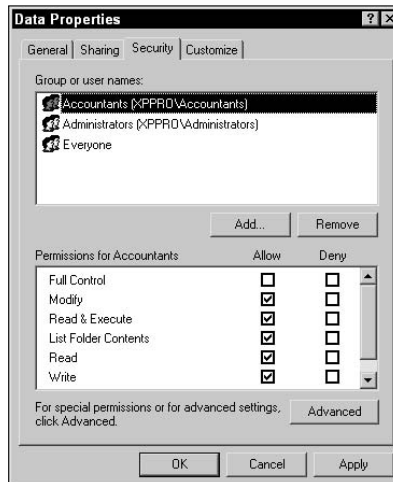 Data Properties
General Sharing Security Customize
Group or user names:
Accountants (XPPRO\Accountants)
Administrators (XPPRO\Administrators)
Everyone
Add... Remove
Permissions for Accountants Allow Deny
Full Control
Modify
Read & Execute
List Folder Contents
Read
Write
For special permissions or for advanced settings,
click Advanced.
Advanced
OK Cancel Apply